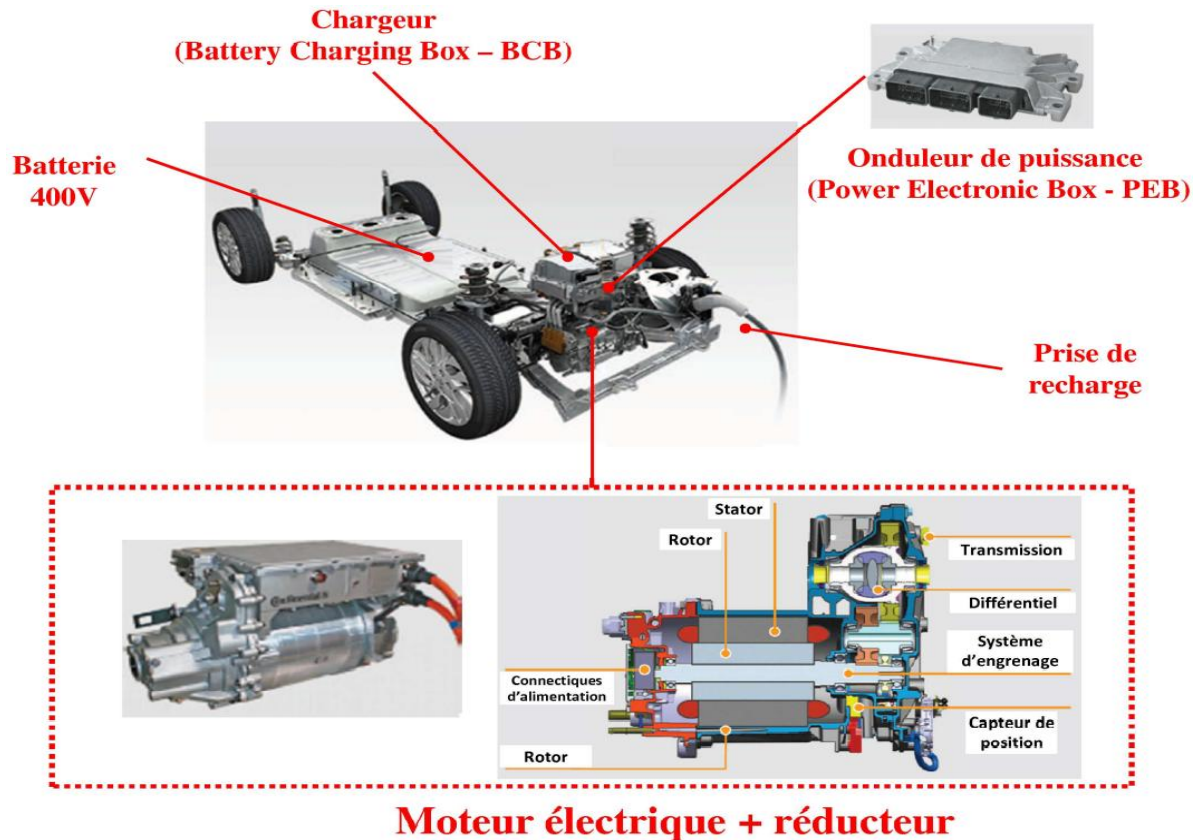 Chargeur
(Battery Charging Box – BCB)
Onduleur de puissance
(Power Electronic Box - PEB)
Batterie
400V
Prise de
recharge
Stator
Rotor
Transmission
Différentiel
Système
d'engrenage
Connectiques
d'alimentation
Capteur de
position
Rotor
Continental
Moteur électrique + réducteur